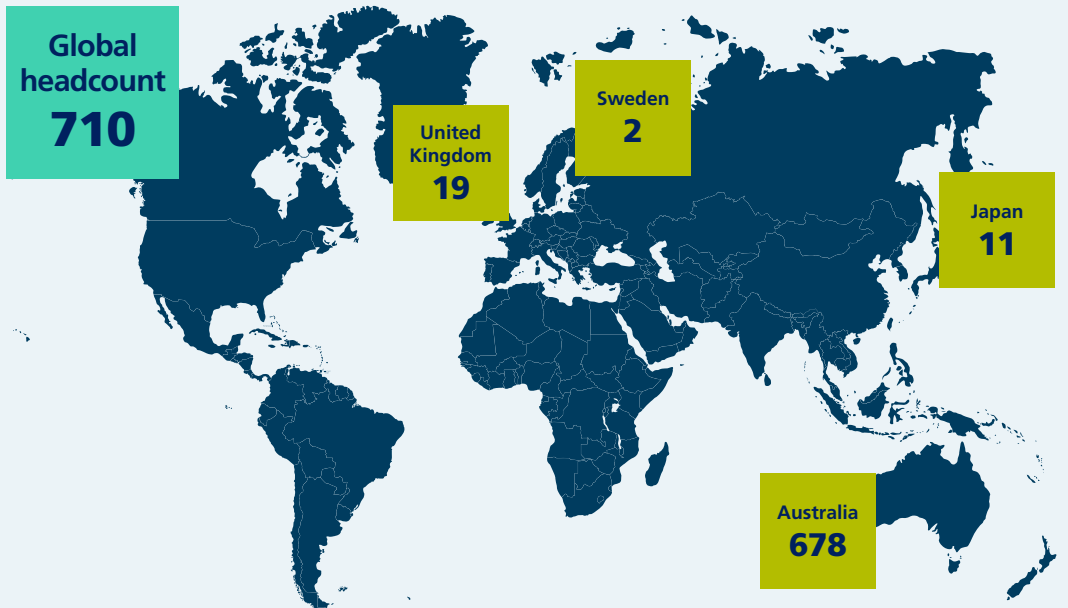 Global
headcount
710
United
Kingdom
19
Sweden
2
Japan
11
Australia
678